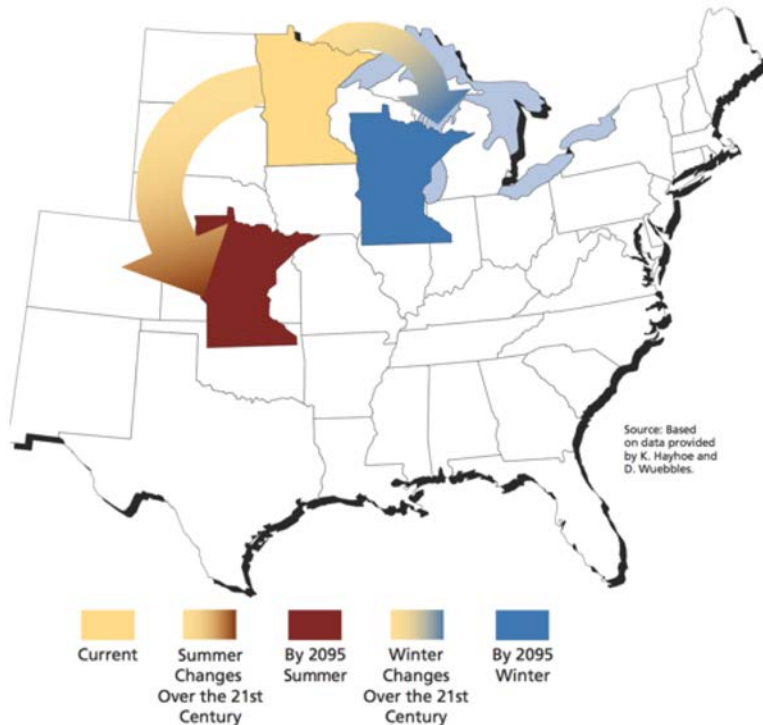 Source: Based
on data provided
by K. Hayhoe and
D. Wuebbles.
Current
Summer
Changes
Over the 21st
Century
By 2095
Summer
Winter
Changes
Over the 21st
Century
By 2095
Winter